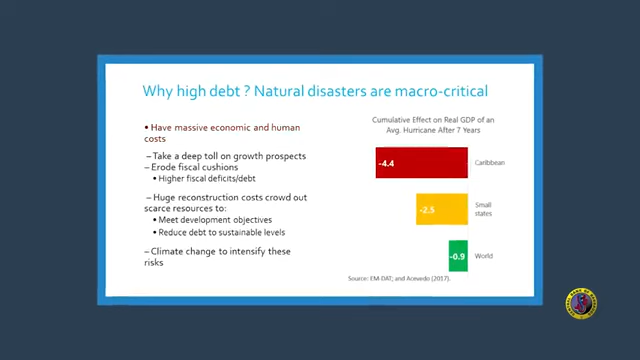 Why high debt ? Natural disasters are macro-critical
• Have massive economic and human
costs
– Take a deep toll on growth prospects
– Erode fiscal cushions
• Higher fiscal deficits/debt
– Huge reconstruction costs crowd out
scarce resources to:
• Meet development objectives
• Reduce debt to sustainable levels
– Climate change to intensify these
risks
Cumulative Effect on Real GDP of an
Avg. Hurricane After 7 Years
-4.4
Caribbean
-2.5
Small
states
-0.9
World
Source: EM-DAT; and Acevedo (2017).